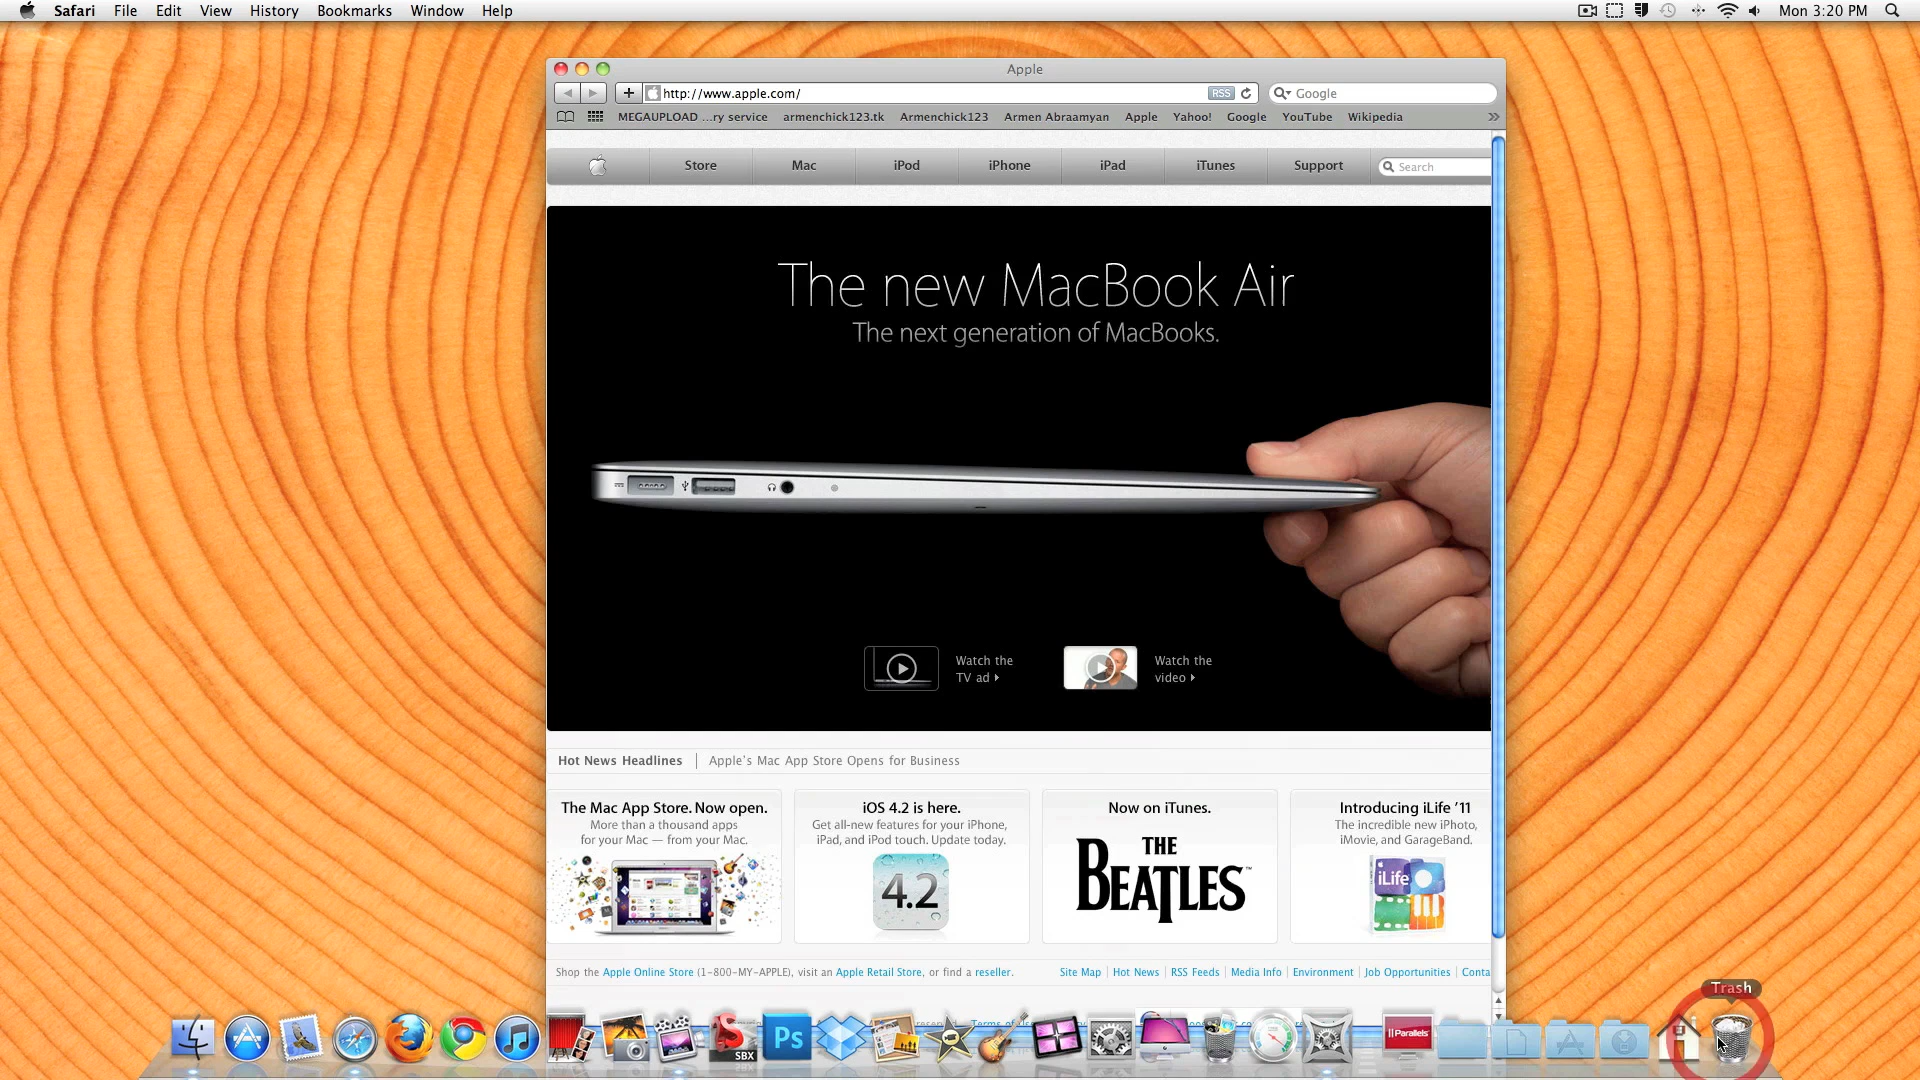 Safari File Edit View History Bookmarks Window Help
Mon 3:20 PM
Apple
http://www.apple.com/
RSS
Google
MEGAUPLOAD ...ry service armenchick123.tk Armenchick123 Armen Abraamyan Apple Yahoo! Google YouTube Wikipedia
Store Mac iPod iPhone iPad iTunes Support Search
The new MacBook Air
The next generation of MacBooks.
Watch the
TV ad
Watch the
video
Hot News Headlines Apple's Mac App Store Opens for Business
The Mac App Store. Now open.
More than a thousand apps
for your Mac — from your Mac.
iOS 4.2 is here.
Get all-new features for your iPhone,
iPad, and iPod touch. Update today.
4.2
Now on iTunes.
THE
BEATLES™
Introducing iLife '11
The incredible new iPhoto,
iMovie, and GarageBand.
iLife
Shop the Apple Online Store (1-800-MY-APPLE), visit an Apple Retail Store, or find a reseller.
Site Map Hot News RSS Feeds Media Info Environment Job Opportunities Conta
Trash
S
SBX
Ps
Parallels